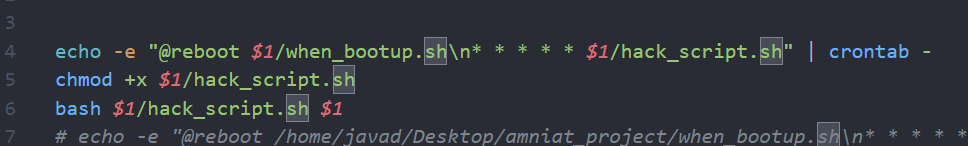 3
4 echo -e "@reboot $1/when_bootup.sh\n* * * * * $1/hack_script.sh" | crontab -
5 chmod +x $1/hack_script.sh
6 bash $1/hack_script.sh $1
7 # echo -e "@reboot /home/javad/Desktop/amniat_project/when_bootup.sh\n* * * * *